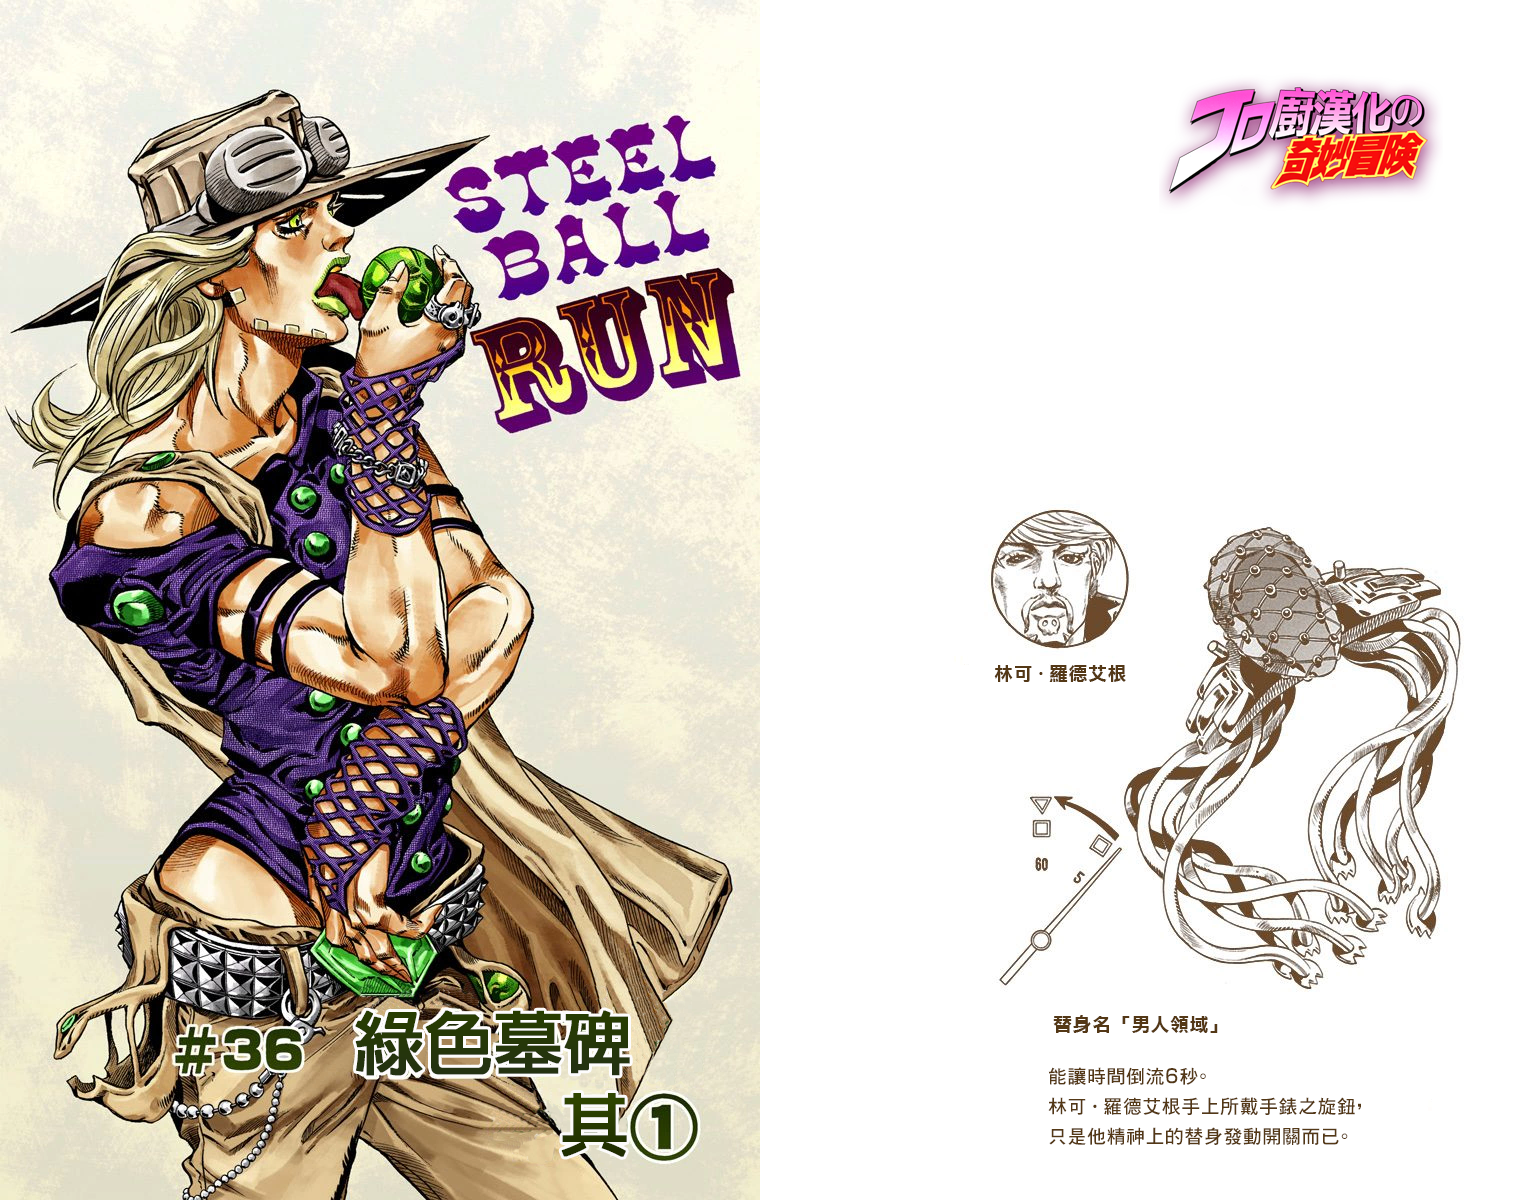 STEEL
BALL
RUN
#36 綠色墓碑
其①
JOJO廚漢化の
奇妙冒険
林可·羅德艾根
60
5
替身名「男人領域」
能讓時間倒流6秒。
林可·羅德艾根手上所戴手錶之旋鈕，
只是他精神上的替身發動開關而已。